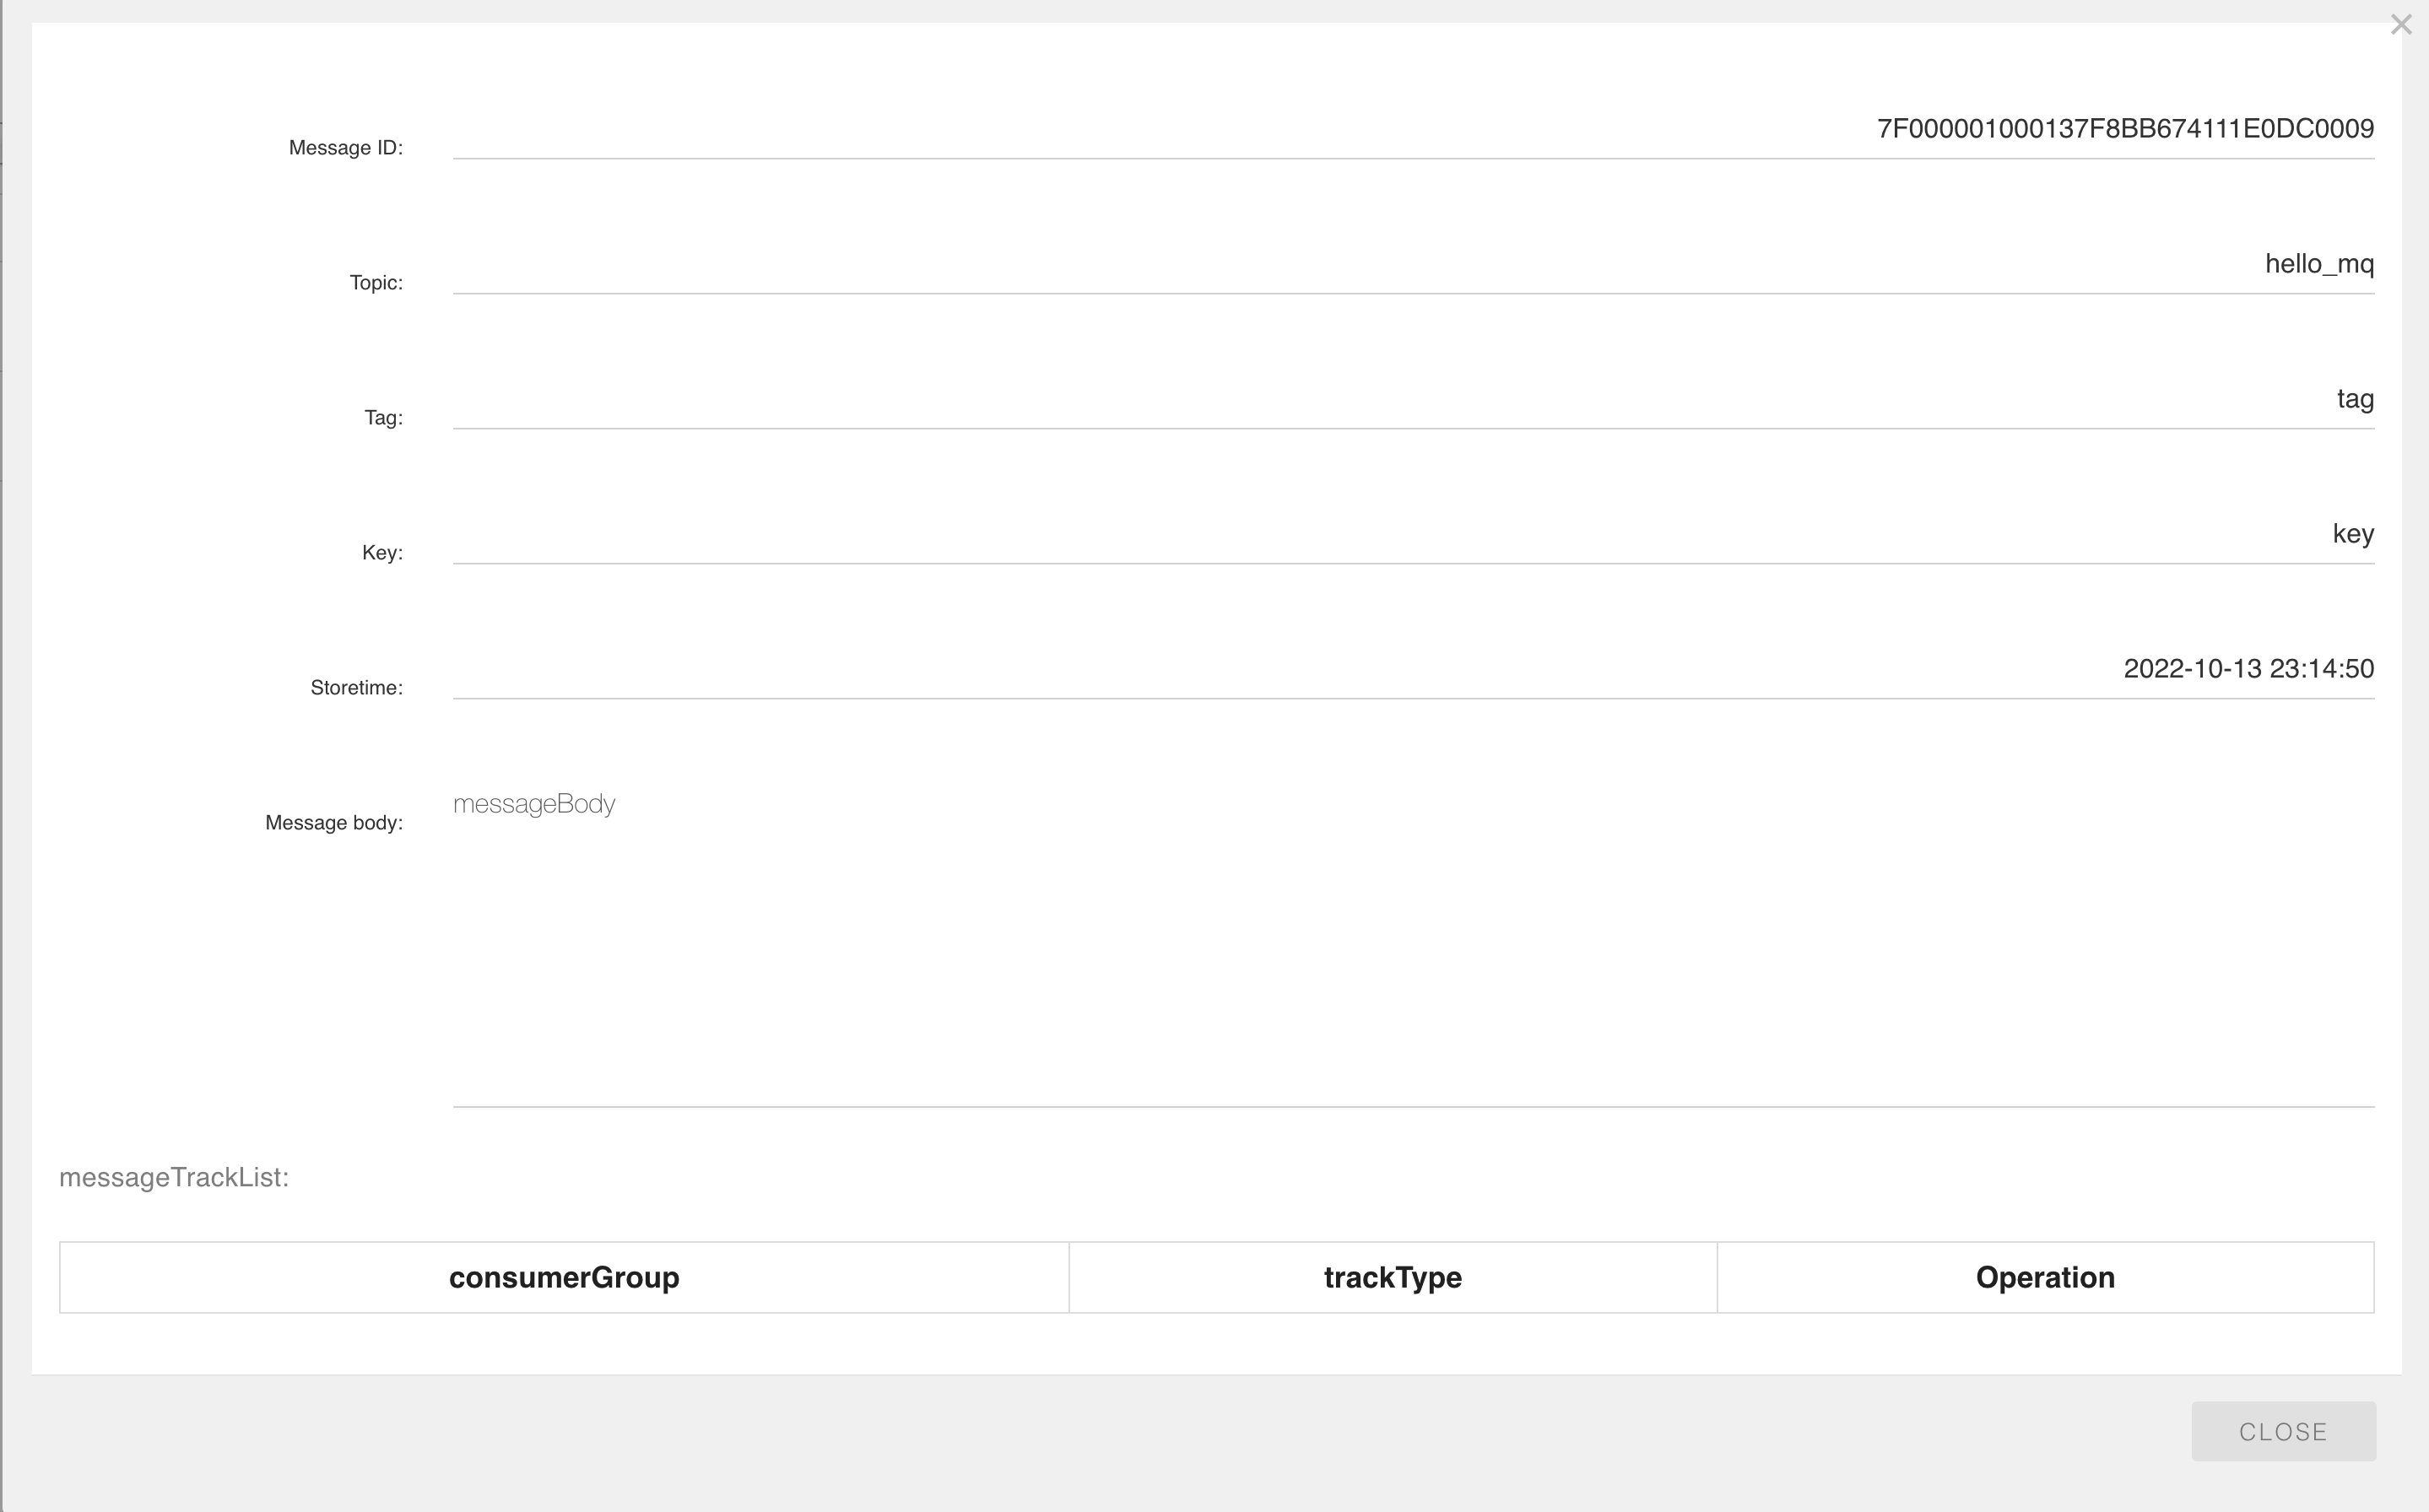 ×
Message ID: 7F000001000137F8BB674111E0DC0009
Topic: hello_mq
Tag: tag
Key: key
Storetime: 2022-10-13 23:14:50
Message body: messageBody
messageTrackList:
consumerGroup trackType Operation
CLOSE